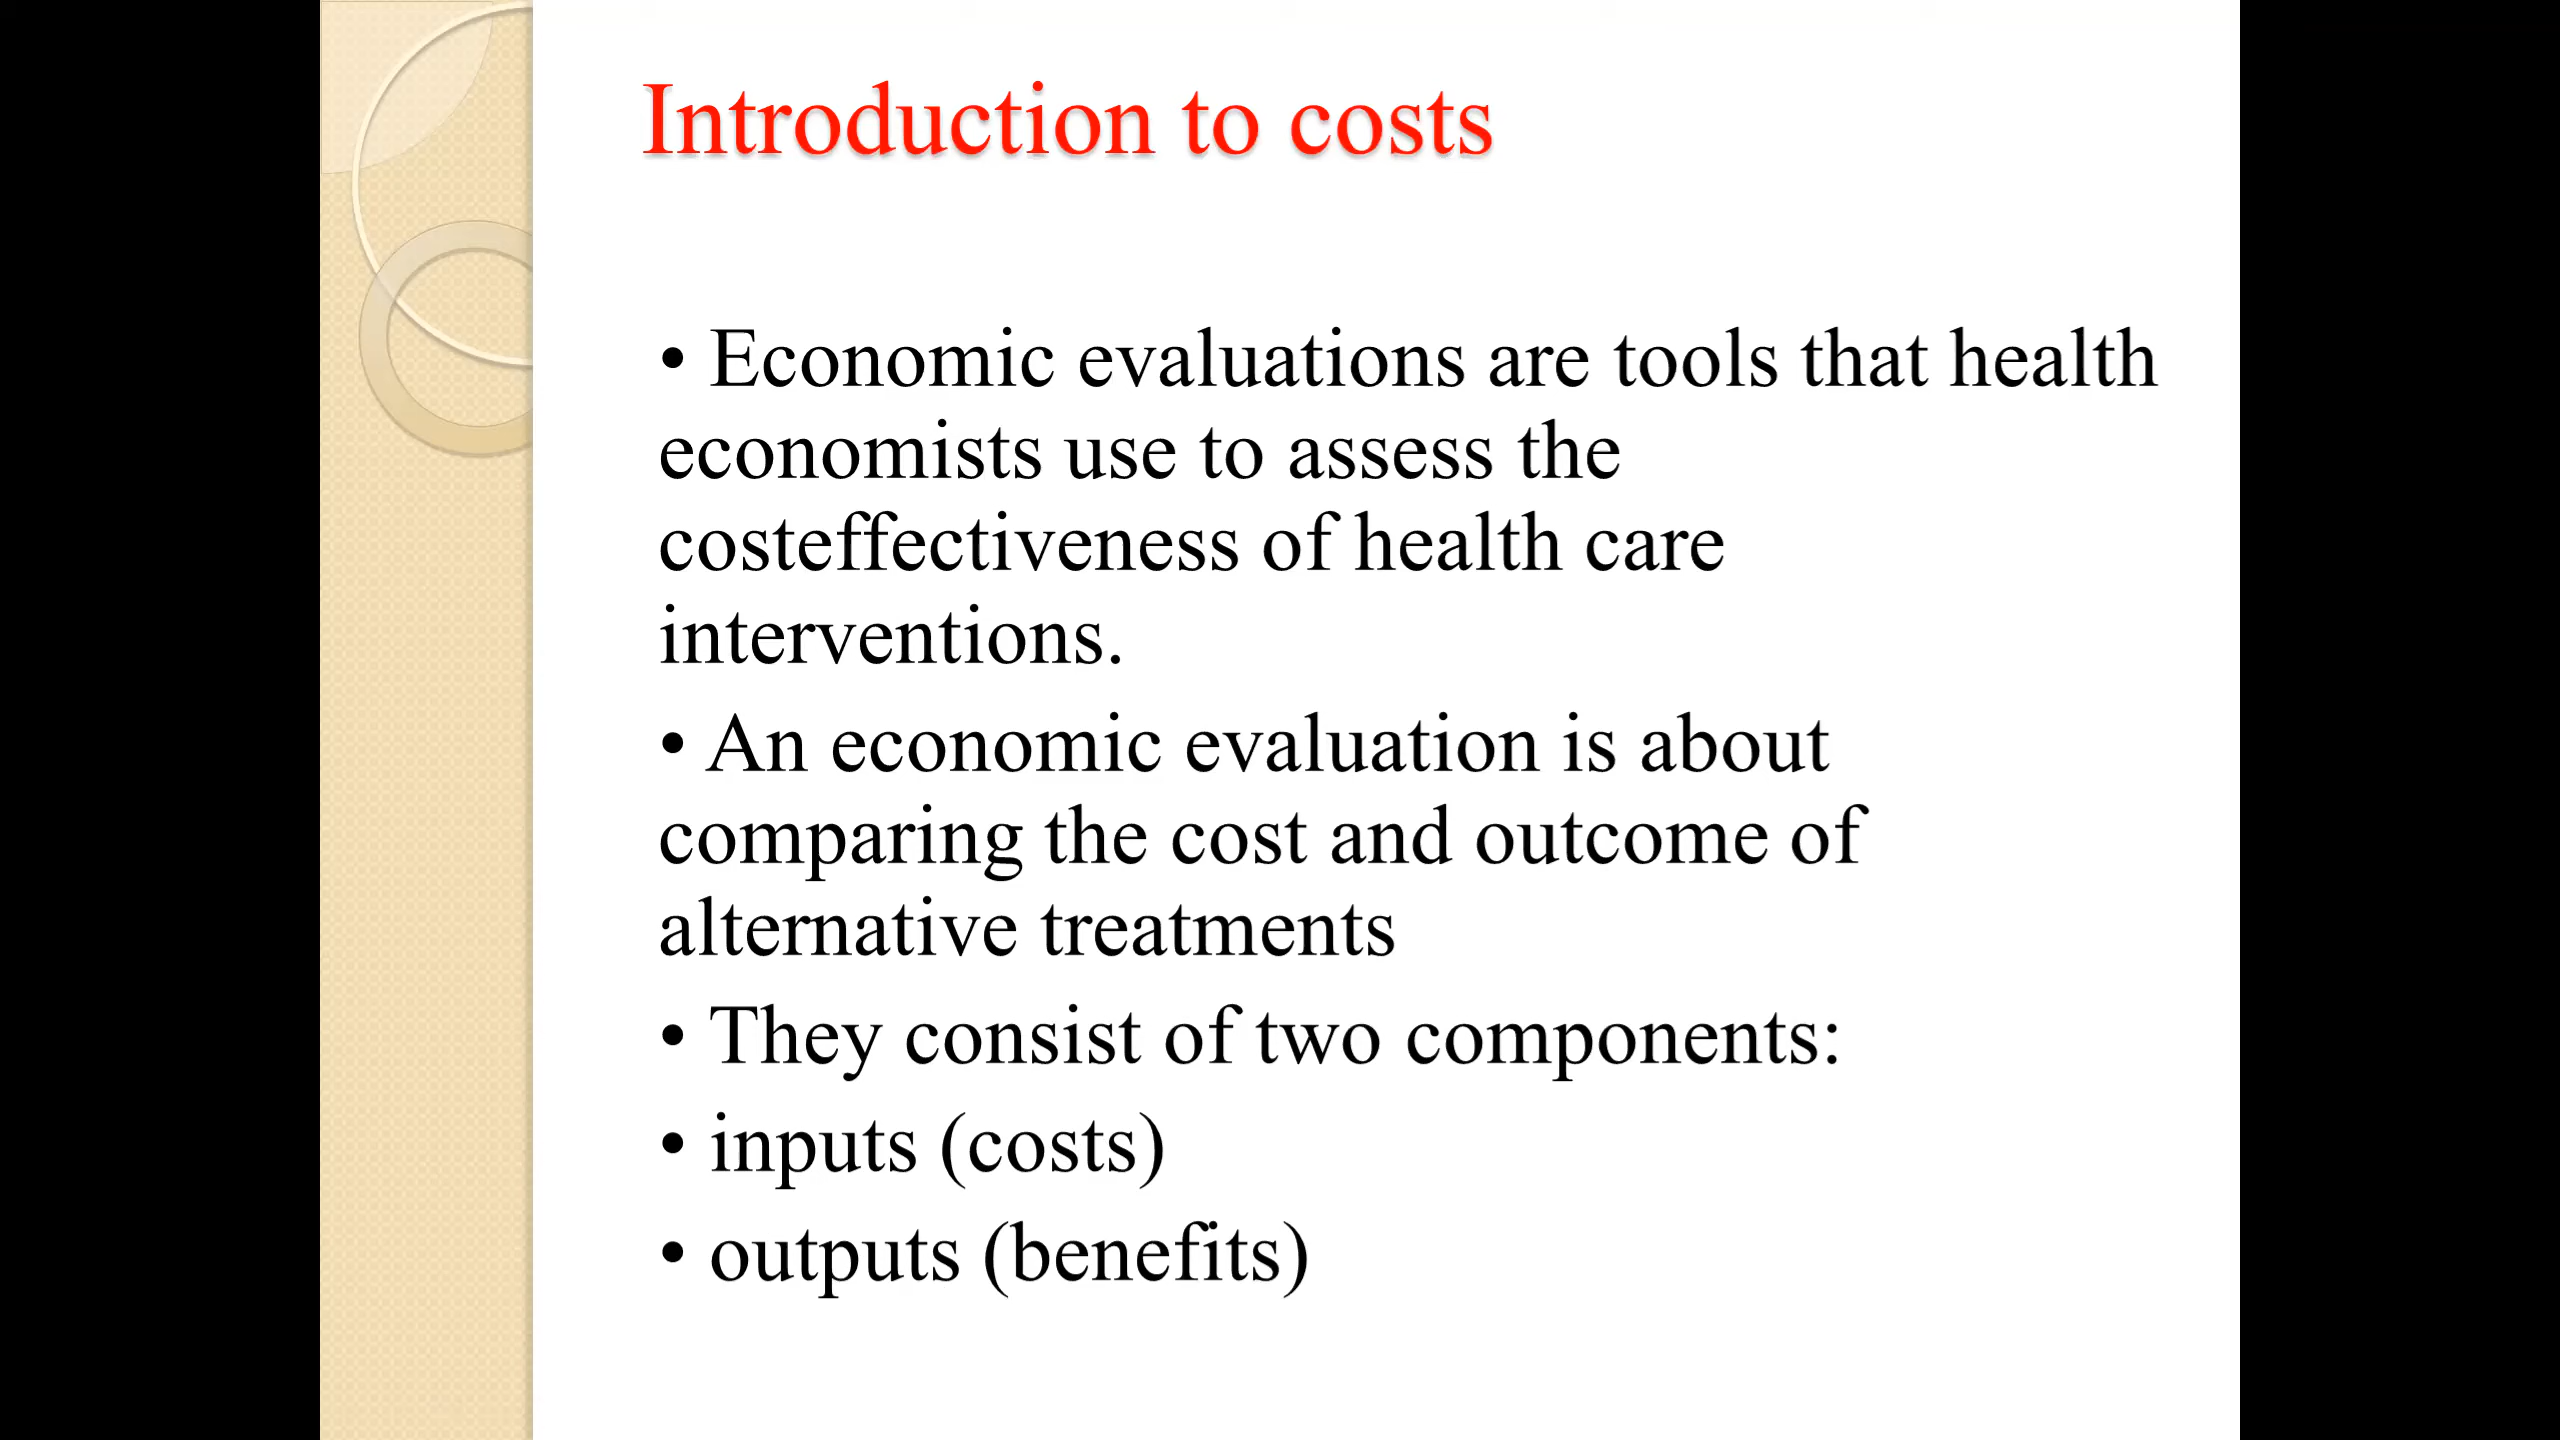 Introduction to costs
• Economic evaluations are tools that health
economists use to assess the
costeffectiveness of health care
interventions.
• An economic evaluation is about
comparing the cost and outcome of
alternative treatments
• They consist of two components:
• inputs (costs)
• outputs (benefits)